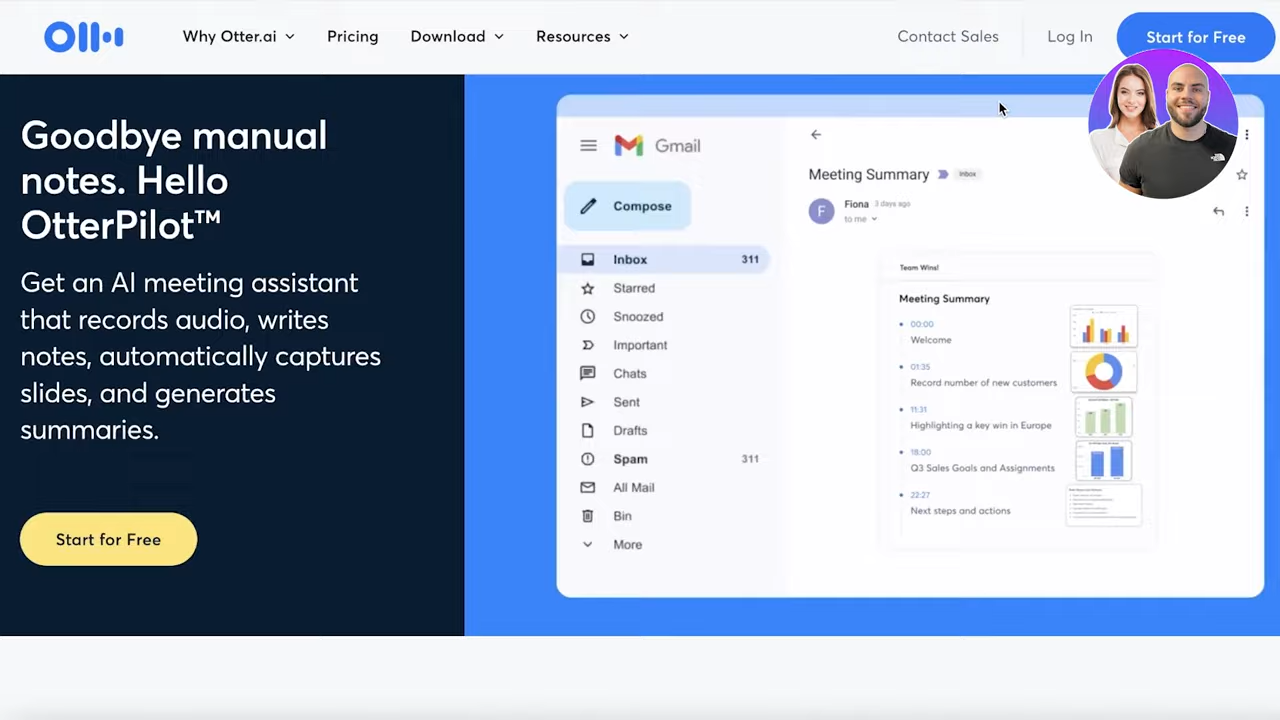 Why Otter.ai
Pricing
Download
Resources
Contact Sales
Log In
Start for Free
Goodbye manual
notes. Hello
OtterPilot™
Get an AI meeting assistant
that records audio, writes
notes, automatically captures
slides, and generates
summaries.
Start for Free
Gmail
Compose
Inbox 311
Starred
Snoozed
Important
Chats
Sent
Drafts
Spam 311
All Mail
Bin
More
Meeting Summary Inbox
F
Fiona 3 days ago
to me
Team Wins!
Meeting Summary
00:00
Welcome
01:35
Record number of new customers
11:31
Highlighting a key win in Europe
18:00
Q3 Sales Goals and Assignments
22:27
Next steps and actions